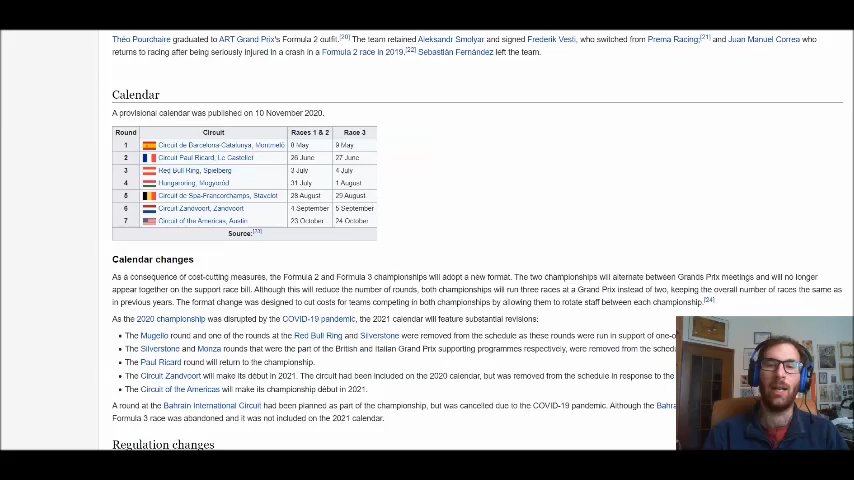 Théo Pourchaire graduated to ART Grand Prix's Formula 2 outfit.[20] The team retained Aleksandr Smolyar and signed Frederik Vesti, who switched from Prema Racing;[21] and Juan Manuel Correa who
returns to racing after being seriously injured in a crash in a Formula 2 race in 2019.[22] Sebastián Fernández left the team.
Calendar
A provisional calendar was published on 10 November 2020.
Round Circuit Races 1 & 2 Race 3
1 Circuit de Barcelona-Catalunya, Montmeló 8 May 9 May
2 Circuit Paul Ricard, Le Castellet 26 June 27 June
3 Red Bull Ring, Spielberg 3 July 4 July
4 Hungaroring, Mogyoród 31 July 1 August
5 Circuit de Spa-Francorchamps, Stavelot 28 August 29 August
6 Circuit Zandvoort, Zandvoort 4 September 5 September
7 Circuit of the Americas, Austin 23 October 24 October
Source:[23]
Calendar changes
As a consequence of cost-cutting measures, the Formula 2 and Formula 3 championships will adopt a new format. The two championships will alternate between Grands Prix meetings and will no longer
appear together on the support race bill. Although this will reduce the number of rounds, both championships will run three races at a Grand Prix instead of two, keeping the overall number of races the same as
in previous years. The format change was designed to cut costs for teams competing in both championships by allowing them to rotate staff between each championship.[24]
As the 2020 championship was disrupted by the COVID-19 pandemic, the 2021 calendar will feature substantial revisions:
• The Mugello round and one of the rounds at the Red Bull Ring and Silverstone were removed from the schedule as these rounds were run in support of one-o
• The Silverstone and Monza rounds that were the part of the British and Italian Grand Prix supporting programmes respectively, were removed from the sched
• The Paul Ricard round will return to the championship.
• The Circuit Zandvoort will make its début in 2021. The circuit had been included on the 2020 calendar, but was removed from the schedule in response to the
• The Circuit of the Americas will make its championship début in 2021.
A round at the Bahrain International Circuit had been planned as part of the championship, but was cancelled due to the COVID-19 pandemic. Although the Bahra
Formula 3 race was abandoned and it was not included on the 2021 calendar.
Regulation changes